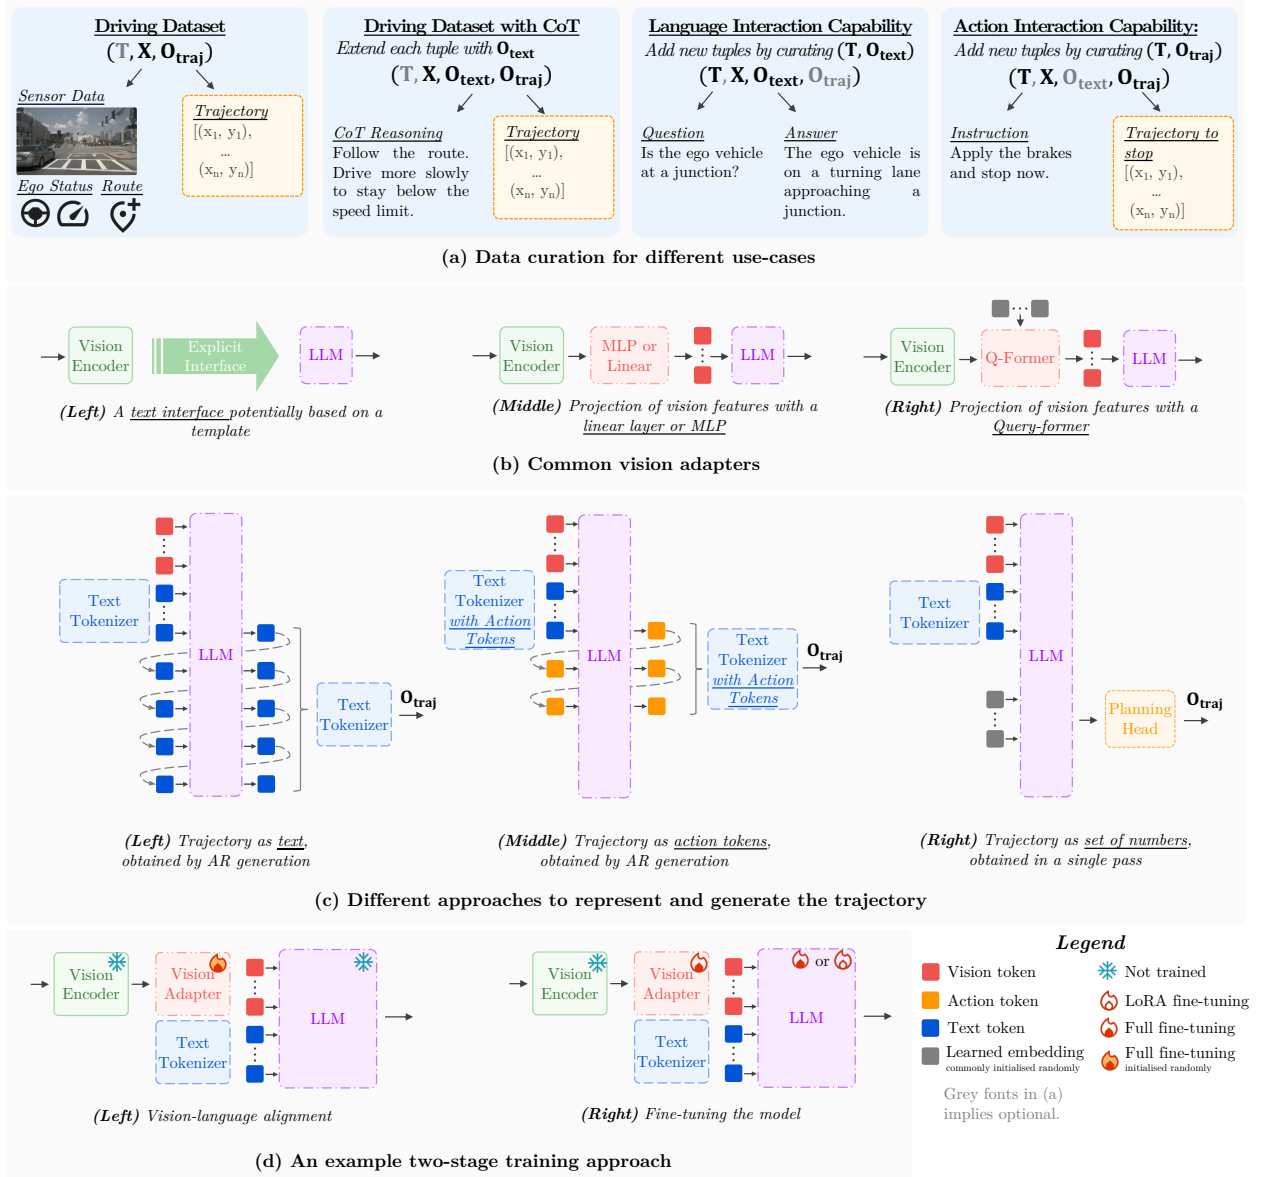 Driving Dataset
(T, X, O_traj)
Sensor Data
Ego Status Route
Trajectory
[(x₁, y₁),
...
(xₙ, yₙ)]
Driving Dataset with CoT
Extend each tuple with O_text
(T, X, O_text, O_traj)
CoT Reasoning
Follow the route.
Drive more slowly
to stay below the
speed limit.
Trajectory
[(x₁, y₁),
...
(xₙ, yₙ)]
Language Interaction Capability
Add new tuples by curating (T, O_text)
(T, X, O_text, O_traj)
Question
Is the ego vehicle
at a junction?
Answer
The ego vehicle is
on a turning lane
approaching a
junction.
Action Interaction Capability:
Add new tuples by curating (T, O_traj)
(T, X, O_text, O_traj)
Instruction
Apply the brakes
and stop now.
Trajectory to
stop
[(x₁, y₁),
...
(xₙ, yₙ)]
(a) Data curation for different use-cases
Vision
Encoder
Explicit
Interface
LLM
(Left) A text interface potentially based on a
template
Vision
Encoder
MLP or
Linear
LLM
(Middle) Projection of vision features with a
linear layer or MLP
Vision
Encoder
Q-Former
LLM
(Right) Projection of vision features with a
Query-former
(b) Common vision adapters
Text
Tokenizer
LLM
Text
Tokenizer
O_traj
(Left) Trajectory as text,
obtained by AR generation
Text
Tokenizer
with Action
Tokens
LLM
Text
Tokenizer
with Action
Tokens
O_traj
(Middle) Trajectory as action tokens,
obtained by AR generation
Text
Tokenizer
LLM
Planning
Head
O_traj
(Right) Trajectory as set of numbers,
obtained in a single pass
(c) Different approaches to represent and generate the trajectory
Vision
Encoder
Vision
Adapter
Text
Tokenizer
LLM
(Left) Vision-language alignment
Vision
Encoder
Vision
Adapter
Text
Tokenizer
or
LLM
(Right) Fine-tuning the model
(d) An example two-stage training approach
Legend
Vision token
Action token
Text token
Learned embedding
commonly initialised randomly
Grey fonts in (a)
implies optional.
Not trained
LoRA fine-tuning
Full fine-tuning
Full fine-tuning
initialised randomly